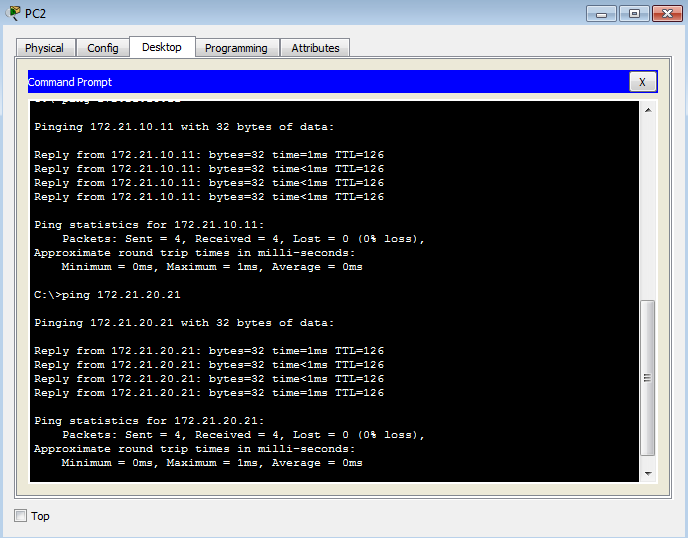 PC2
Physical Config Desktop Programming Attributes
Command Prompt
X
Pinging 172.21.10.11 with 32 bytes of data:
Reply from 172.21.10.11: bytes=32 time=1ms TTL=126
Reply from 172.21.10.11: bytes=32 time<1ms TTL=126
Reply from 172.21.10.11: bytes=32 time<1ms TTL=126
Reply from 172.21.10.11: bytes=32 time<1ms TTL=126
Ping statistics for 172.21.10.11:
Packets: Sent = 4, Received = 4, Lost = 0 (0% loss),
Approximate round trip times in milli-seconds:
Minimum = 0ms, Maximum = 1ms, Average = 0ms
C:\>ping 172.21.20.21
Pinging 172.21.20.21 with 32 bytes of data:
Reply from 172.21.20.21: bytes=32 time=1ms TTL=126
Reply from 172.21.20.21: bytes=32 time<1ms TTL=126
Reply from 172.21.20.21: bytes=32 time<1ms TTL=126
Reply from 172.21.20.21: bytes=32 time=1ms TTL=126
Ping statistics for 172.21.20.21:
Packets: Sent = 4, Received = 4, Lost = 0 (0% loss),
Approximate round trip times in milli-seconds:
Minimum = 0ms, Maximum = 1ms, Average = 0ms
Top